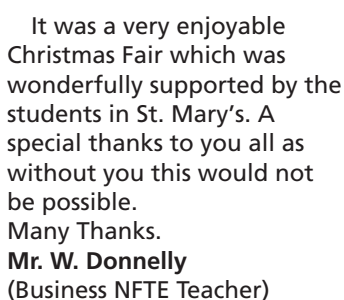 It was a very enjoyable
Christmas Fair which was
wonderfully supported by the
students in St. Mary’s. A
special thanks to you all as
without you this would not
be possible.
Many Thanks.
Mr. W. Donnelly
(Business NFTE Teacher)